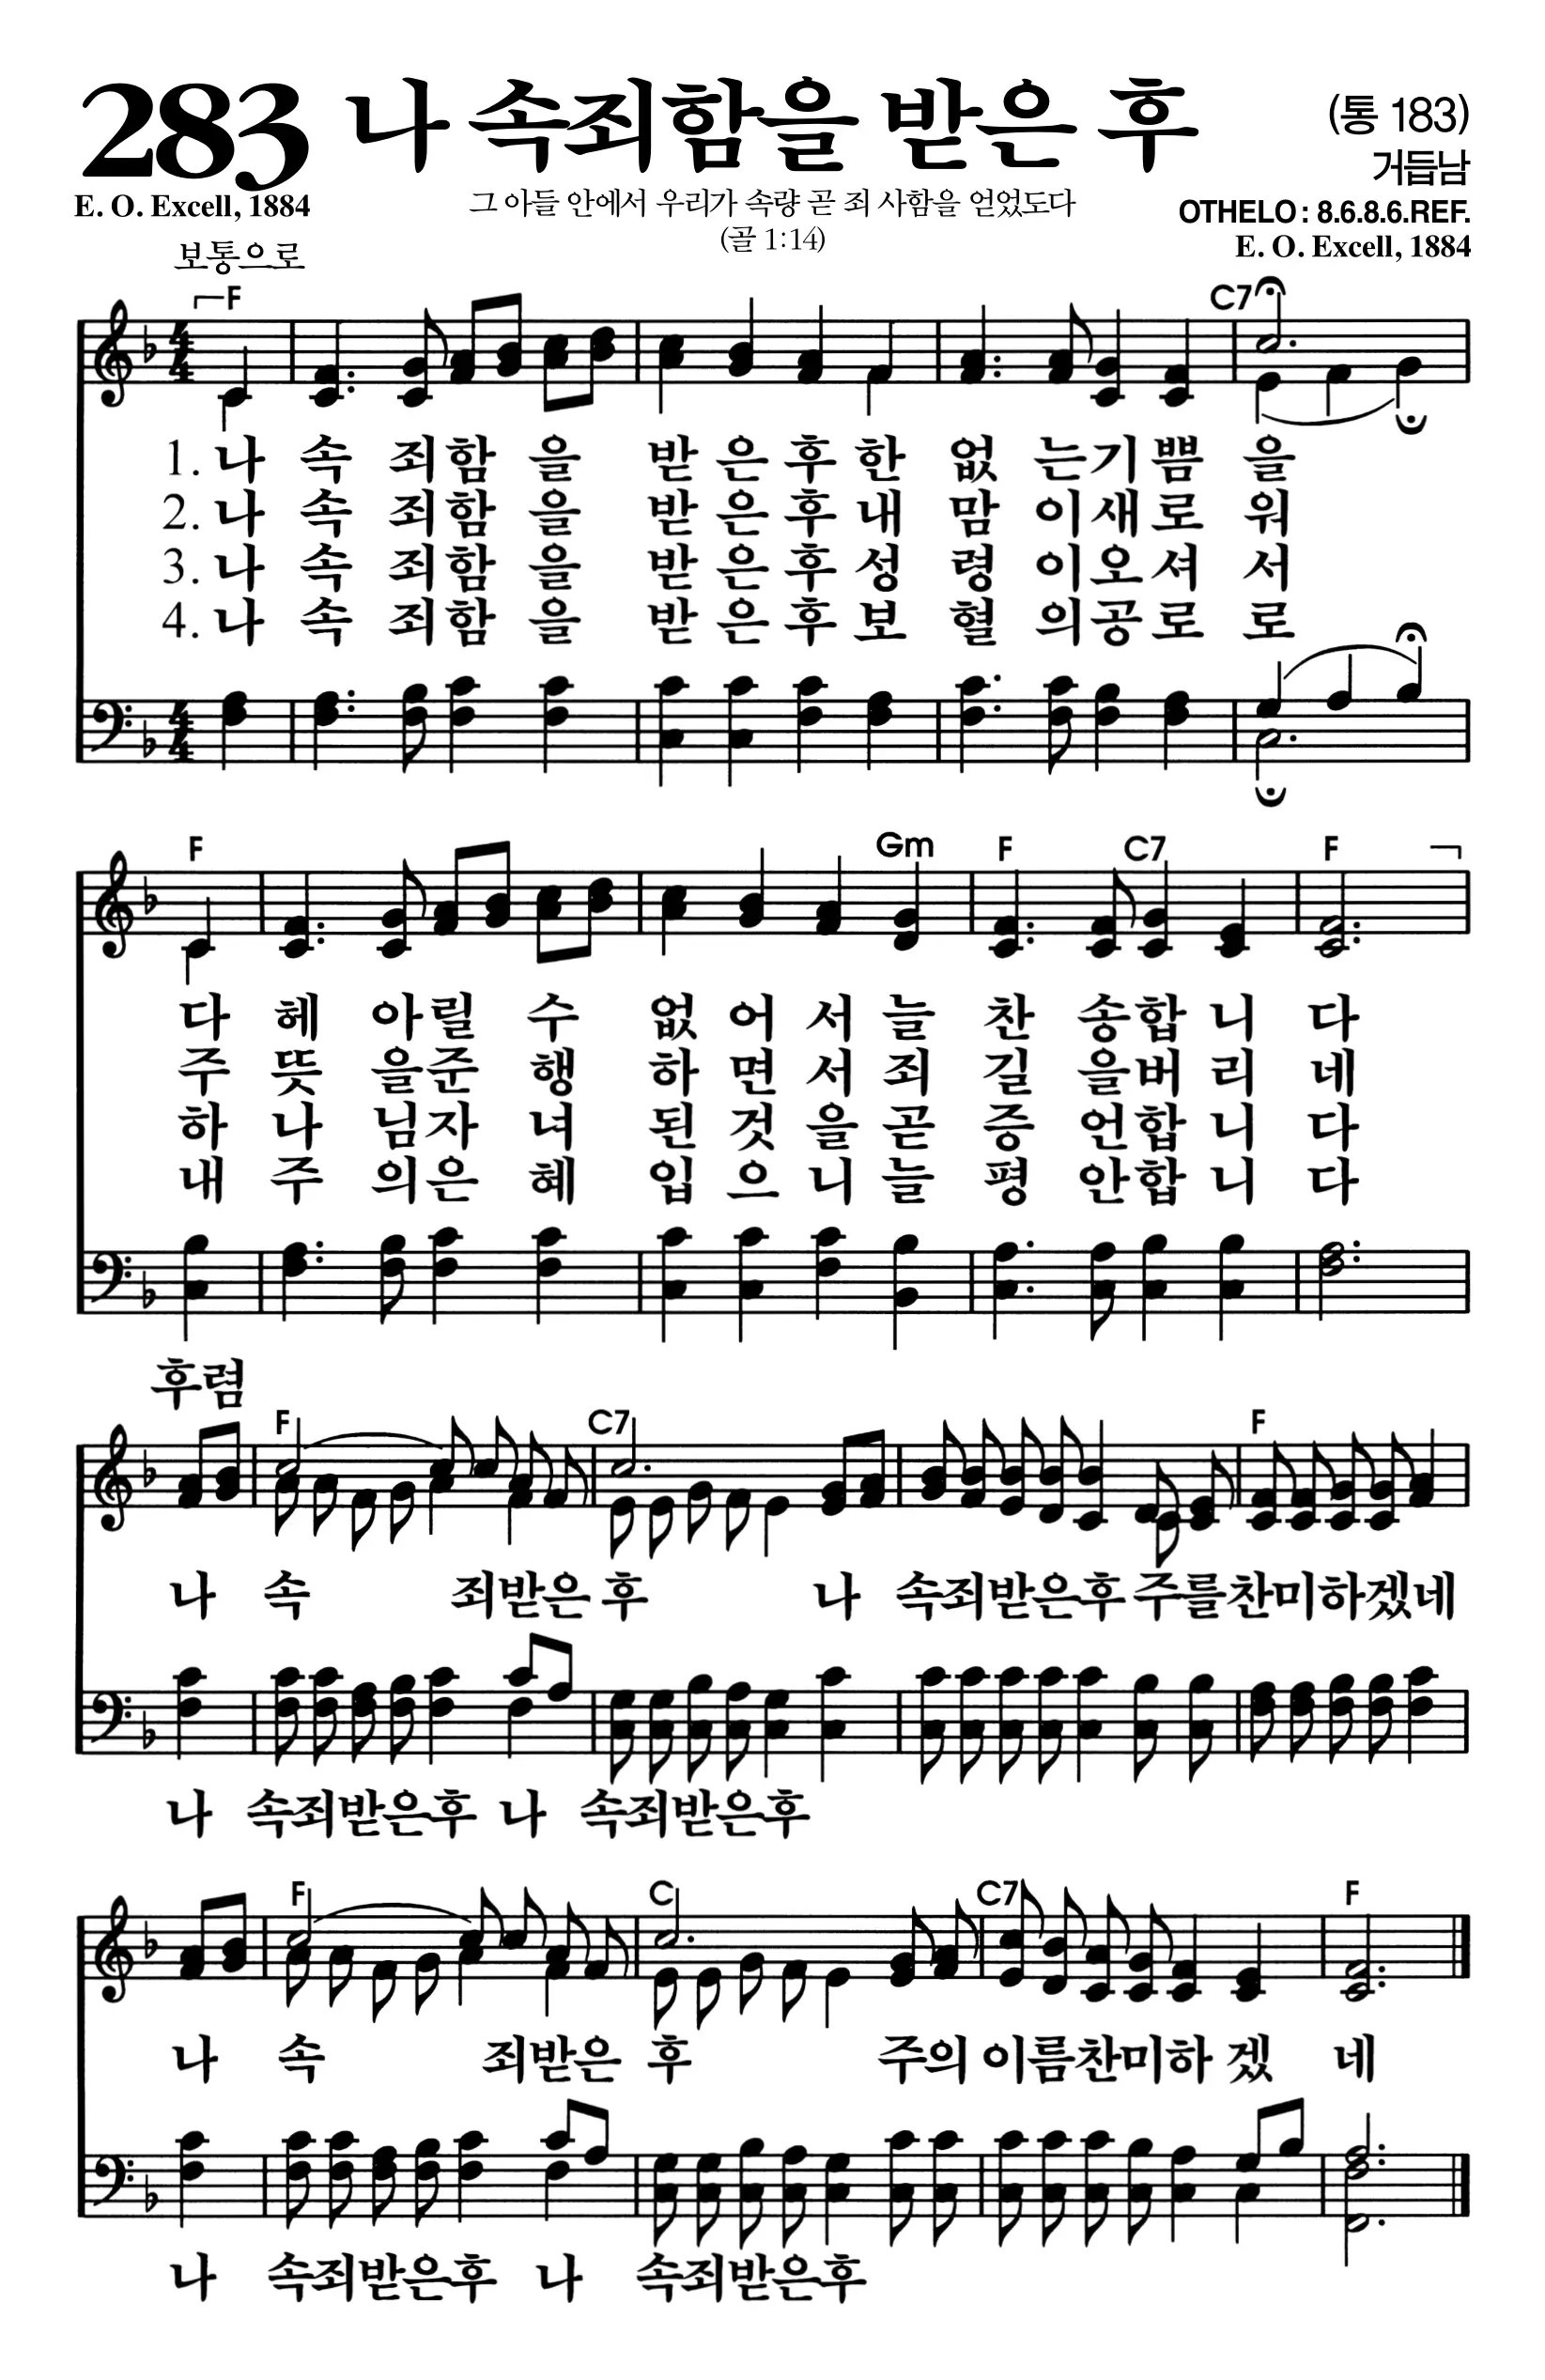 283 나 속죄함을 받은 후 (통 183)
거듭남
E. O. Excell, 1884 그 아들 안에서 우리가 속량 곧 죄 사함을 얻었도다 OTHELO : 8.6.8.6.REF.
(골 1:14) E. O. Excell, 1884
보통으로
F C7
1. 나 속 죄함 을 받 은 후 한 없 는기 쁨 을
2. 나 속 죄함 을 받 은 후 내 맘 이새 로 워
3. 나 속 죄함 을 받 은 후 성 령 이오 셔 서
4. 나 속 죄함 을 받 은 후 보 혈 의공 로 로
F Gm F C7 F
다 헤 아릴 수 없 어 서 늘 찬 송합 니 다
주 뜻 을준 행 하 면 서 죄 길 을버 리 네
하 나 님자 녀 된 것 을 곧 증 언합 니 다
내 주 의은 혜 입 으 니 늘 평 안합 니 다
후렴
F C7 F
나 속 죄받은 후 나 속죄받은후 주를찬미하겠네
나 속죄받은후 나 속죄받은후
F C C7 F
나 속 죄받은 후 주의 이름찬미하 겠 네
나 속죄받은후 나 속죄받은후